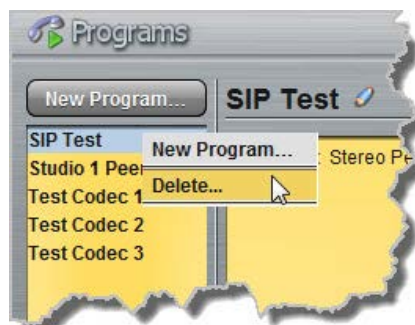 Programs
New Program...
SIP Test
SIP Test
Studio 1 Peer
Test Codec 1
Test Codec 2
Test Codec 3
New Program...
Delete...
: Stereo Pe